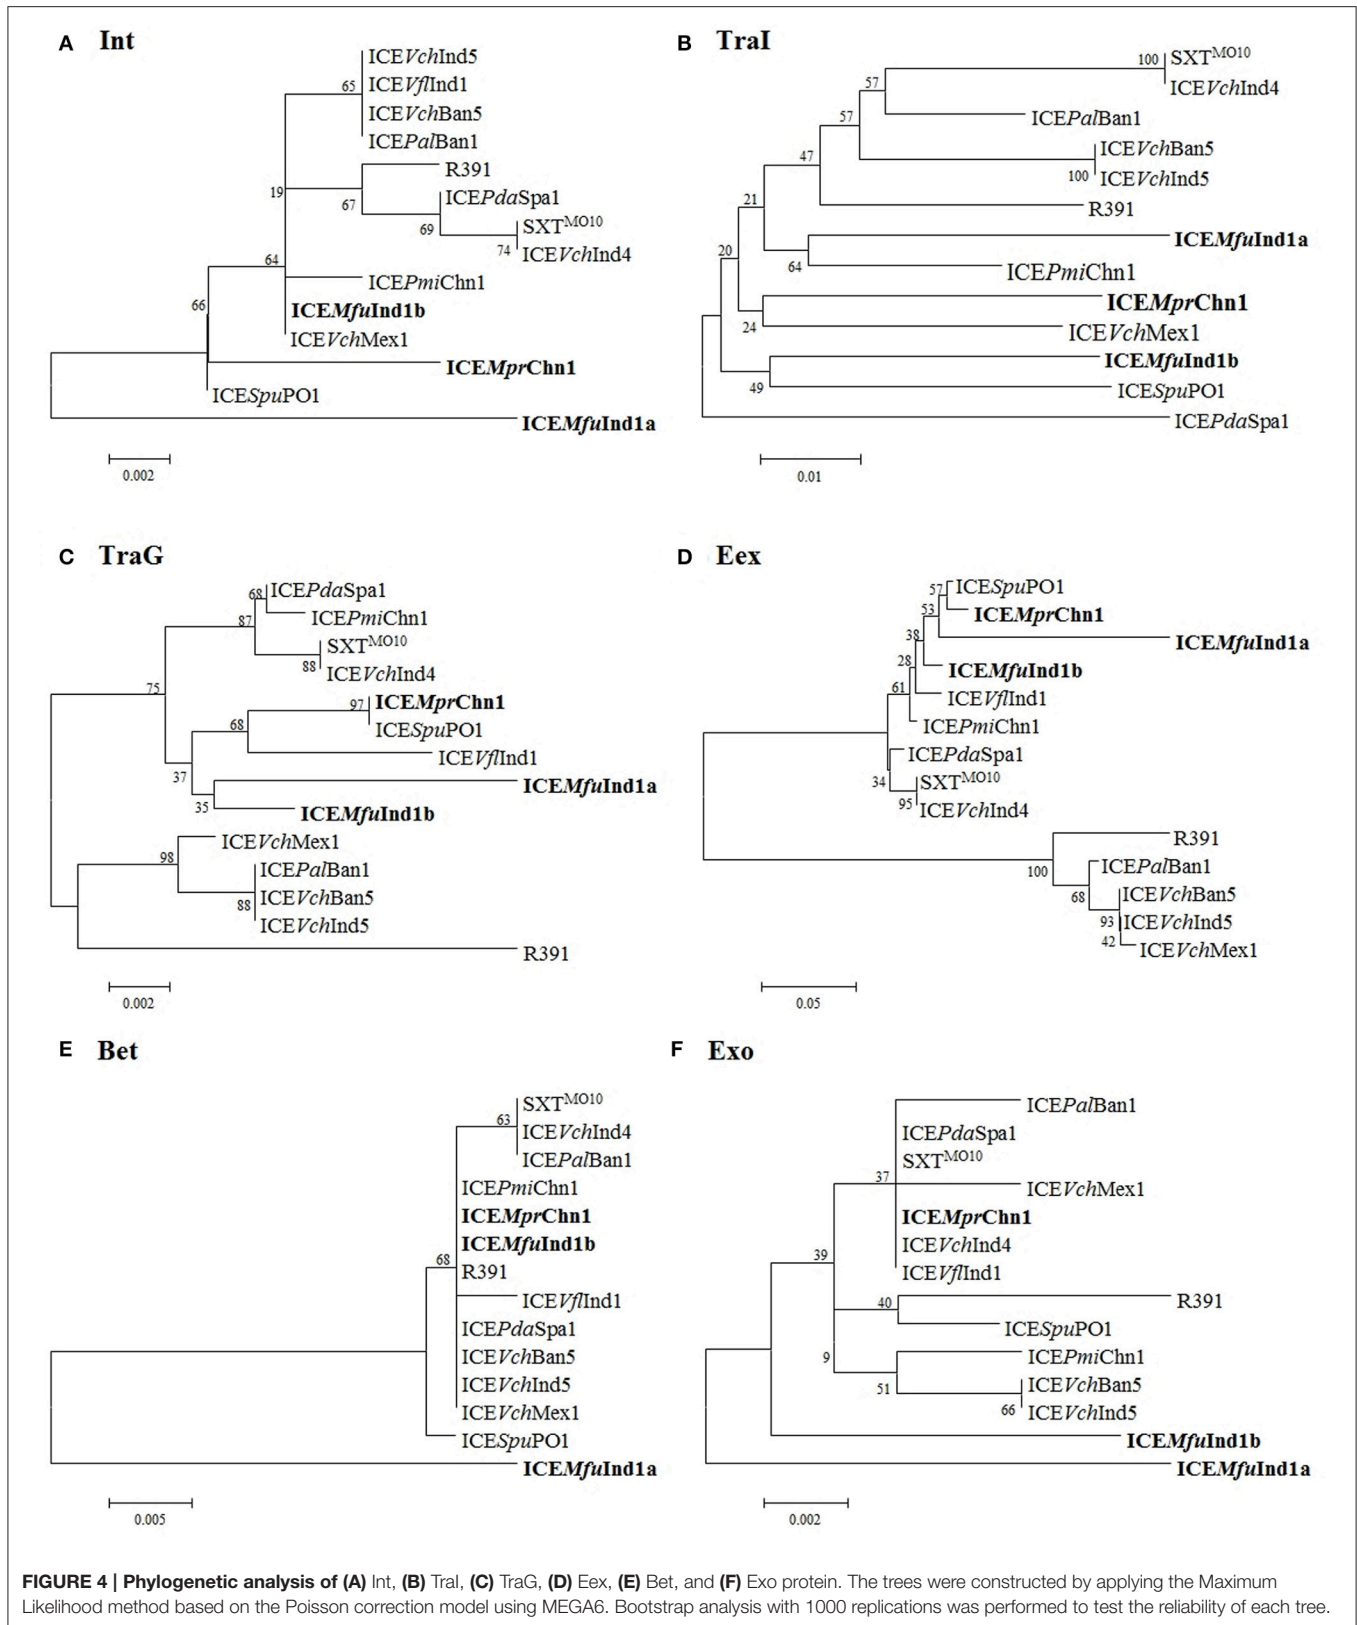 A Int
ICEVchInd5
ICEVflInd1
65
ICEVchBan5
ICEPalBan1
R391
19
ICEPdaSpa1
67
SXTMO10
69
74
ICEVchInd4
64
ICEPmiChn1
66
ICEMfuInd1b
ICEVchMex1
ICEMprChn1
ICESpuPO1
ICEMfuInd1a
0.002
B TraI
100
SXTMO10
57
ICEVchInd4
57
ICEPalBan1
ICEVchBan5
47
100
ICEVchInd5
21
R391
ICEMfuInd1a
20
64
ICEPmiChn1
ICEMprChn1
24
ICEVchMex1
ICEMfuInd1b
49
ICESpuPO1
ICEPdaSpa1
0.01
C TraG
68
ICEPdaSpa1
87
ICEPmiChn1
SXTMO10
88
ICEVchInd4
75
97
ICEMprChn1
68
ICESpuPO1
ICEVflInd1
37
ICEMfuInd1a
35
ICEMfuInd1b
ICEVchMex1
98
ICEPalBan1
88
ICEVchBan5
ICEVchInd5
R391
0.002
D Eex
57
ICESpuPO1
53
ICEMprChn1
38
ICEMfuInd1a
28
ICEMfuInd1b
61
ICEVflInd1
ICEPmiChn1
ICEPdaSpa1
34
SXTMO10
95
ICEVchInd4
R391
100
ICEPalBan1
68
ICEVchBan5
93
ICEVchInd5
42
ICEVchMex1
0.05
E Bet
SXTMO10
63
ICEVchInd4
ICEPalBan1
ICEPmiChn1
ICEMprChn1
ICEMfuInd1b
68
R391
ICEVflInd1
ICEPdaSpa1
ICEVchBan5
ICEVchInd5
ICEVchMex1
ICESpuPO1
ICEMfuInd1a
0.005
F Exo
ICEPalBan1
ICEPdaSpa1
SXTMO10
37
ICEVchMex1
ICEMprChn1
39
ICEVchInd4
ICEVflInd1
40
R391
ICESpuPO1
9
ICEPmiChn1
51
ICEVchBan5
66
ICEVchInd5
ICEMfuInd1b
ICEMfuInd1a
0.002
FIGURE 4 | Phylogenetic analysis of (A) Int, (B) TraI, (C) TraG, (D) Eex, (E) Bet, and (F) Exo protein. The trees were constructed by applying the Maximum
Likelihood method based on the Poisson correction model using MEGA6. Bootstrap analysis with 1000 replications was performed to test the reliability of each tree.